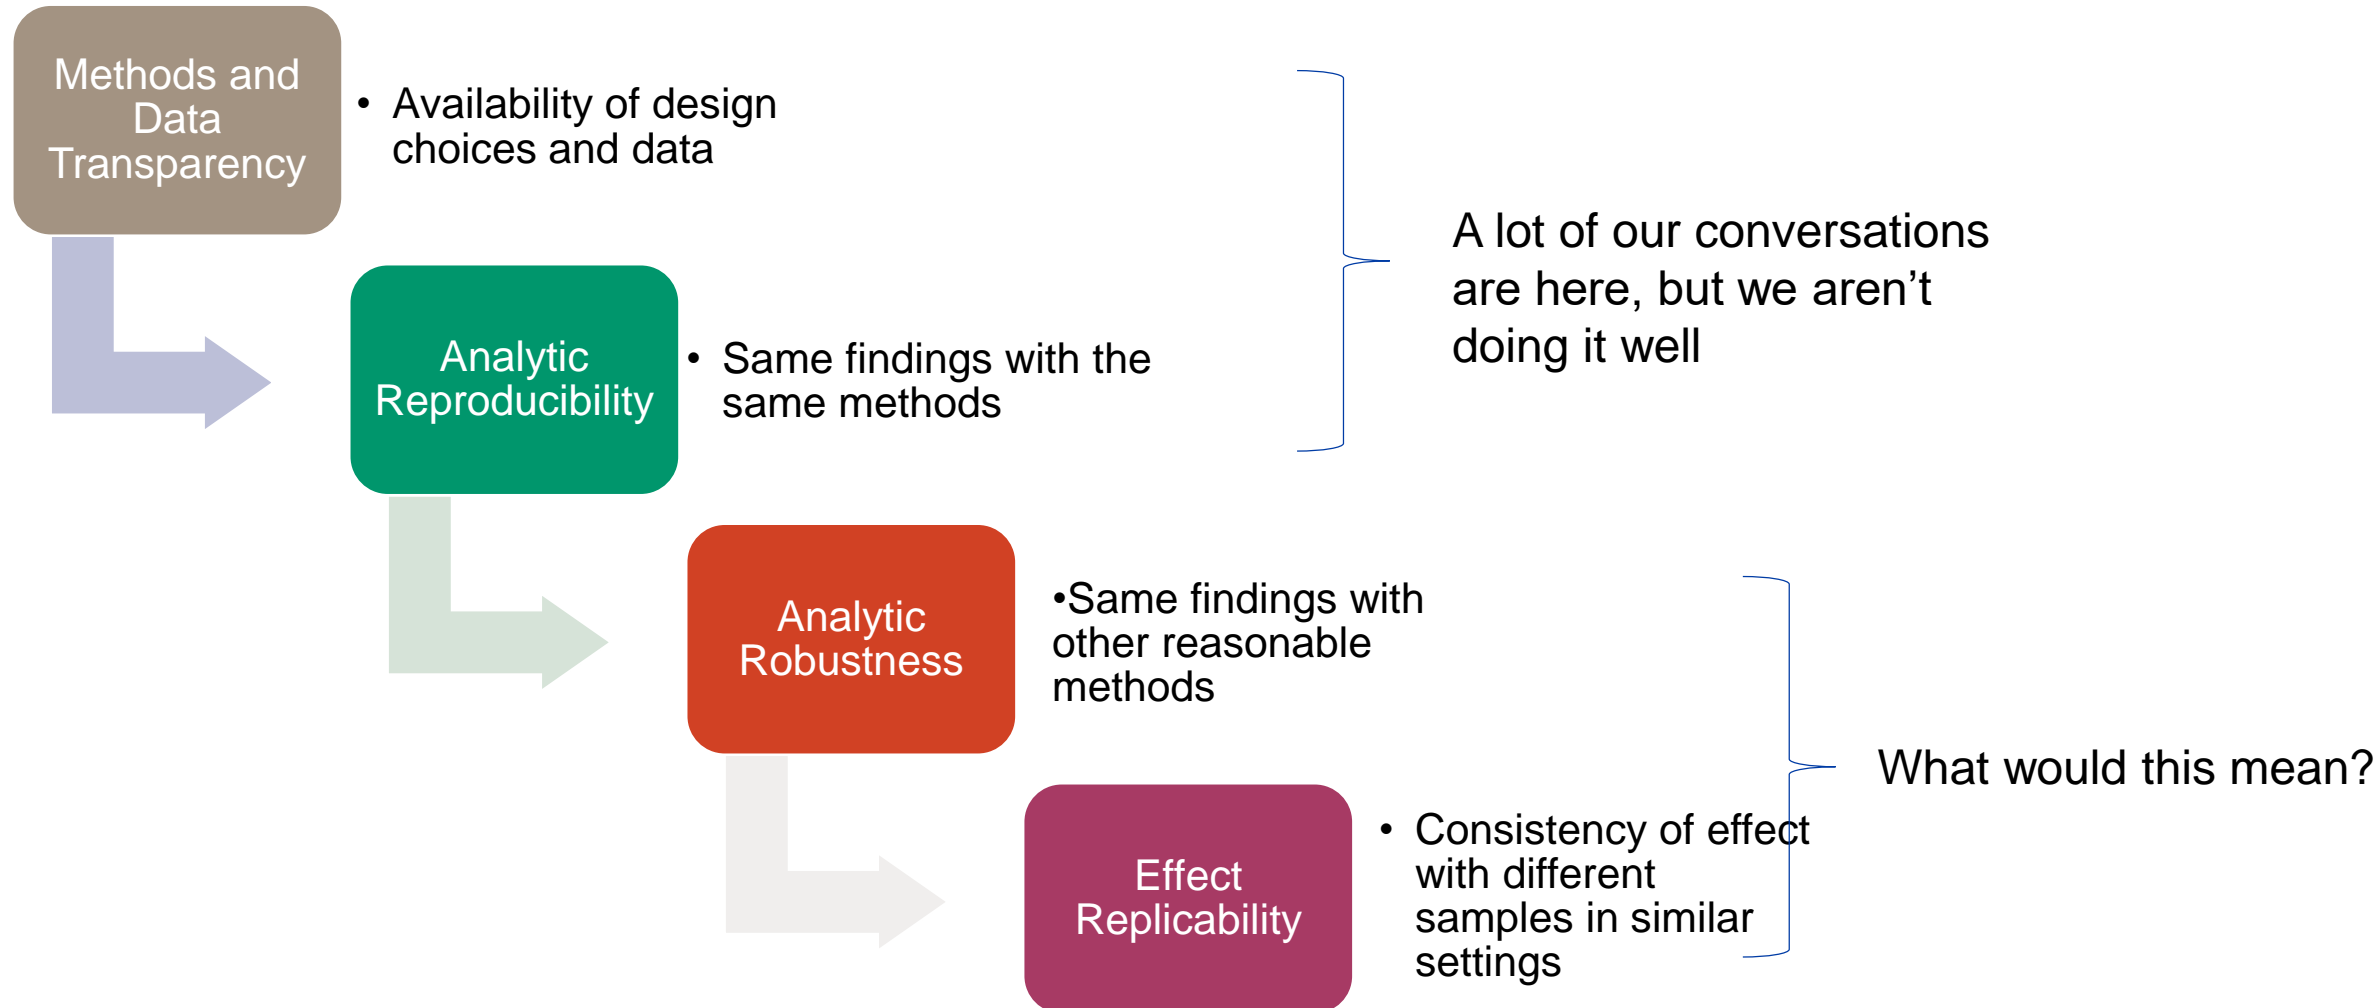 Methods and
Data
Transparency
• Availability of design
choices and data
A lot of our conversations
are here, but we aren’t
doing it well
Analytic
Reproducibility
• Same findings with the
same methods
Analytic
Robustness
•Same findings with
other reasonable
methods
What would this mean?
Effect
Replicability
• Consistency of effect
with different
samples in similar
settings